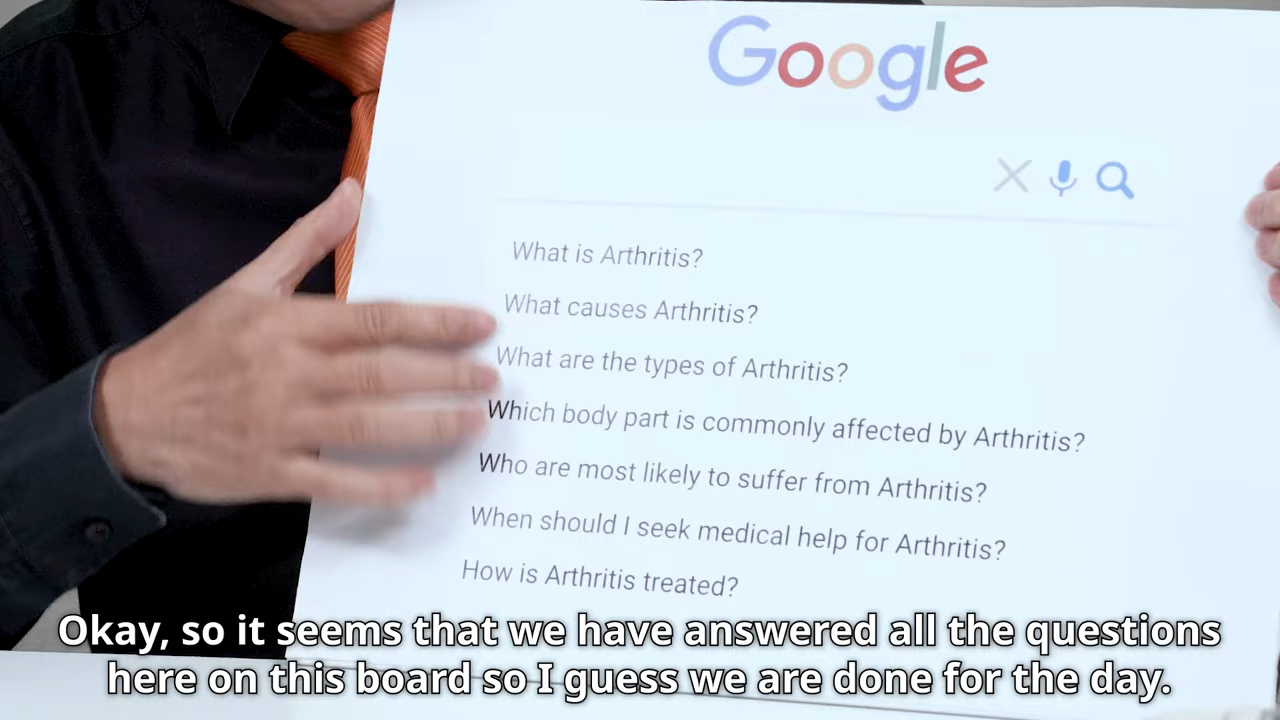 Google
What is Arthritis?
What causes Arthritis?
What are the types of Arthritis?
Which body part is commonly affected by Arthritis?
Who are most likely to suffer from Arthritis?
When should I seek medical help for Arthritis?
How is Arthritis treated?
Okay, so it seems that we have answered all the questions
here on this board so I guess we are done for the day.